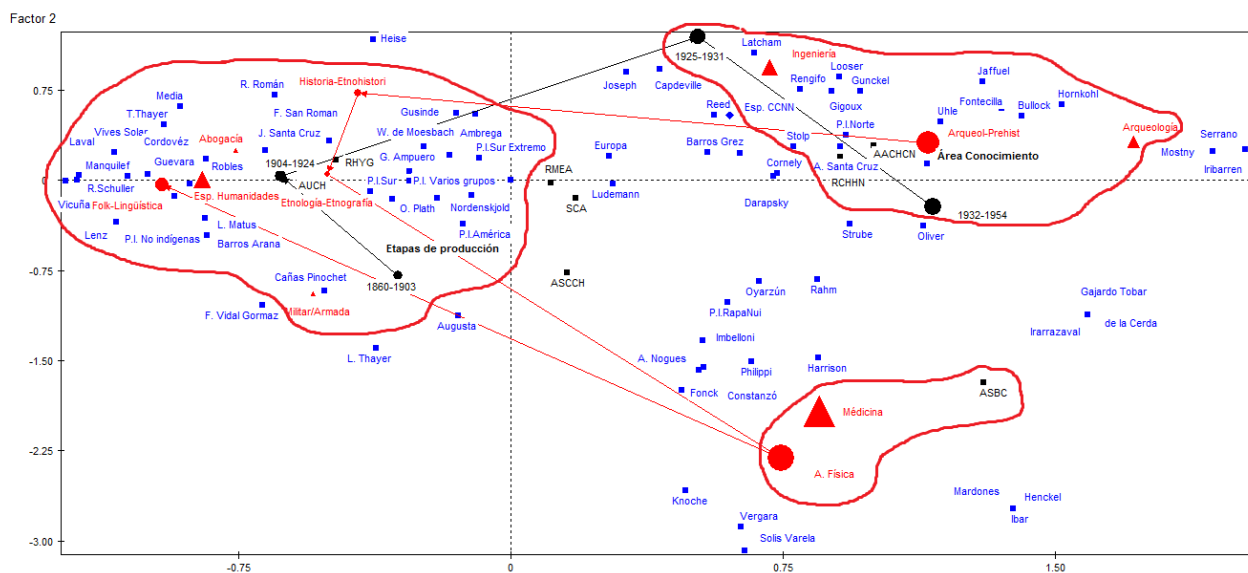 Factor 2
Heise
1925-1931
Latcham
Ingeniería
Looser
Jaffuel
Joseph
Capdeville
Rengifo
Gunckel
Hornkohl
0.75
R. Román
Historia-Etnohistori
Media
T.Thayer
F. San Roman
Gusinde
Reed
Esp. CCNN
Gigoux
Fontecilla
Bullock
Uhle
Vives Solar
Abogacía
W. de Moesbach
Ambrega
P.I.Norte
Arqueol-Prehist
Arqueología
Serrano
Laval
Cordovéz
J. Santa Cruz
P.I.Sur Extremo
Barros Grez
Stolp
Mostny
Manquilef
Guevara
Robles
1904-1924
RHYG
G. Ampuero
Europa
RMEA
Cornely
A. Santa Cruz
AACHCN
Área Conocimiento
Iribarren
0
R.Schuller
Esp. Humanidades
AUCH
P.I.Sur
P.I. Varios grupos
Ludemann
RCHHN
Vicuña
Folk-Lingüística
Etnología-Etnografía
O. Plath
Nordenskjold
SCA
Darapsky
1932-1954
Lenz
P.I. No indígenas
L. Matus
Barros Arana
P.I.América
Strube
Oliver
Etapas de producción
-0.75
Cañas Pinochet
1860-1903
ASCCH
Oyarzún
Rahm
Gajardo Tobar
F. Vidal Gormaz
Militar/Armada
Augusta
P.I.RapaNui
Irarrazaval
de la Cerda
L. Thayer
Imbelloni
-1.50
A. Nogues
Philippi
Harrison
Fonck
Constanzó
ASBC
Médicina
-2.25
A. Física
Knoche
Mardones
Henckel
Vergara
Ibar
Solis Varela
-3.00
-0.75
0
0.75
1.50